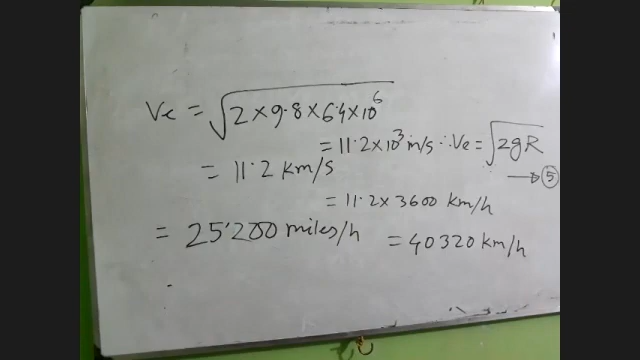 Ve = √2×9.8×6.4×10⁶
= 11.2×10³ m/s ∴ Ve = √2gR
= 11.2 km/s → ⑤
= 11.2 × 3600 km/h
= 25'200 miles/h = 40320 km/h